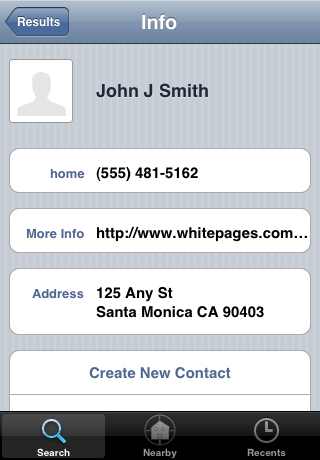 Results
Info
John J Smith
home (555) 481-5162
More Info http://www.whitepages.com...
Address 125 Any St
Santa Monica CA 90403
Create New Contact
Search Nearby Recents